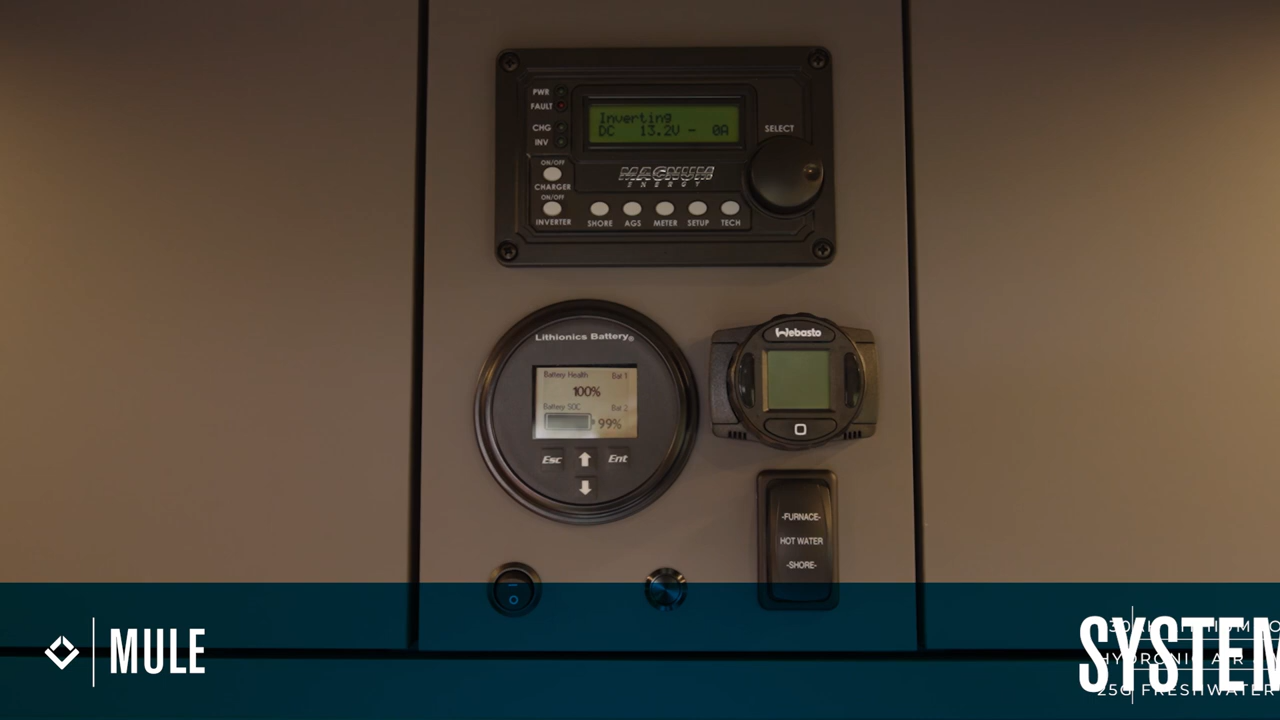 PWR
FAULT
CHG
INV
Inverting
DC 13.2V - 0A
SELECT
ON/OFF
CHARGER
ON/OFF
INVERTER
MAGNUM
ENERGY
SHORE AGS METER SETUP TECH
Lithionics Battery®
Battery Health Bat 1
100%
Battery SOC Bat 2
99%
Esc Ent
Webasto
-FURNACE-
HOT WATER
-SHORE-
MULE
SYSTEM
HYDRONIC AIR
25G FRESHWATER